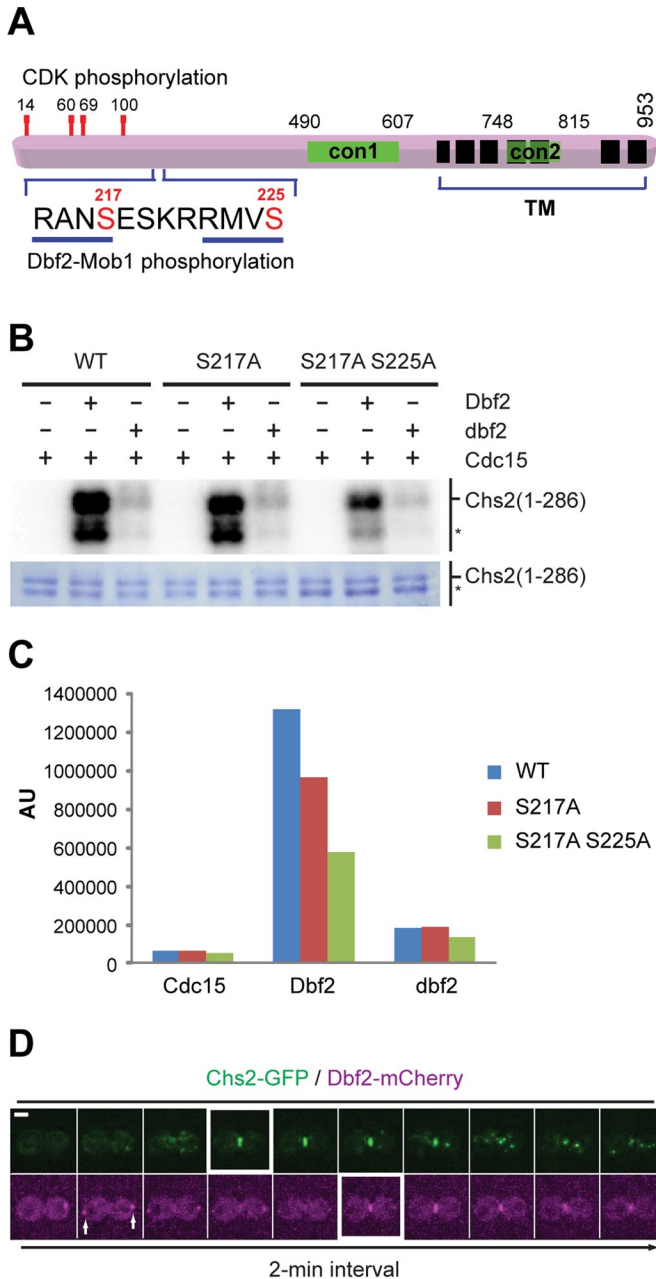 A
CDK phosphorylation
14 60 69 100 490 607 748 815 953
con1 con2
217 225
TM
RANSESKRRMVS
Dbf2-Mob1 phosphorylation
B
WT S217A S217A S225A
- + - - + - - + - Dbf2
- - + - - + - - + dbf2
+ + + + + + + + + Cdc15
Chs2(1-286)
*
Chs2(1-286)
*
C
1400000
1200000
1000000
800000
600000
400000
200000
0
AU
WT
S217A
S217A S225A
Cdc15 Dbf2 dbf2
D
Chs2-GFP / Dbf2-mCherry
2-min interval